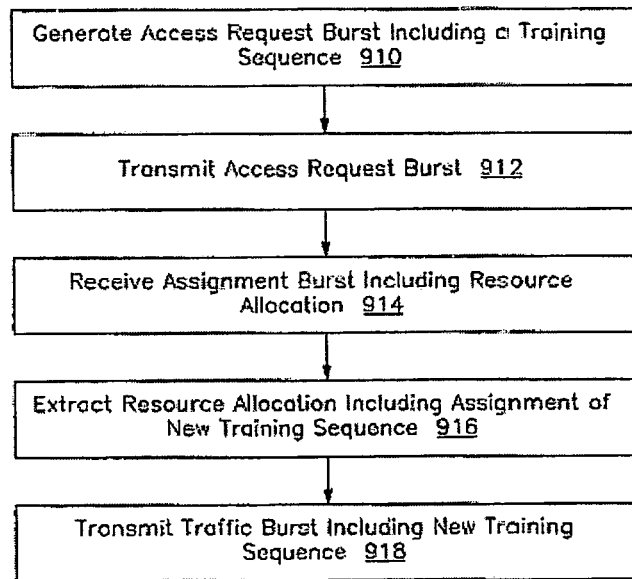 Generate Access Request Burst Including a Training
Sequence 910
Transmit Access Request Burst 912
Receive Assignment Burst Including Resource
Allocation 914
Extract Resource Allocation Including Assignment of
New Training Sequence 916
Transmit Traffic Burst Including New Training
Sequence 918